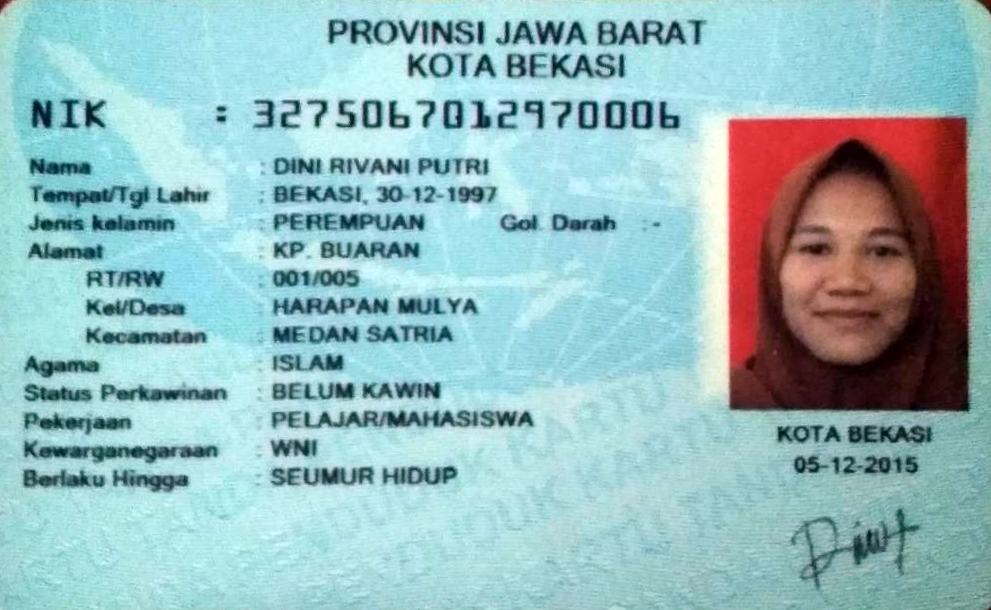 PROVINSI JAWA BARAT
KOTA BEKASI
NIK : 3275067012970006
Nama : DINI RIVANI PUTRI
Tempat/Tgl Lahir : BEKASI, 30-12-1997
Jenis kelamin : PEREMPUAN Gol. Darah : -
Alamat : KP. BUARAN
RT/RW : 001/005
Kel/Desa : HARAPAN MULYA
Kecamatan : MEDAN SATRIA
Agama : ISLAM
Status Perkawinan : BELUM KAWIN
Pekerjaan : PELAJAR/MAHASISWA
Kewarganegaraan : WNI
Berlaku Hingga : SEUMUR HIDUP
KOTA BEKASI
05-12-2015